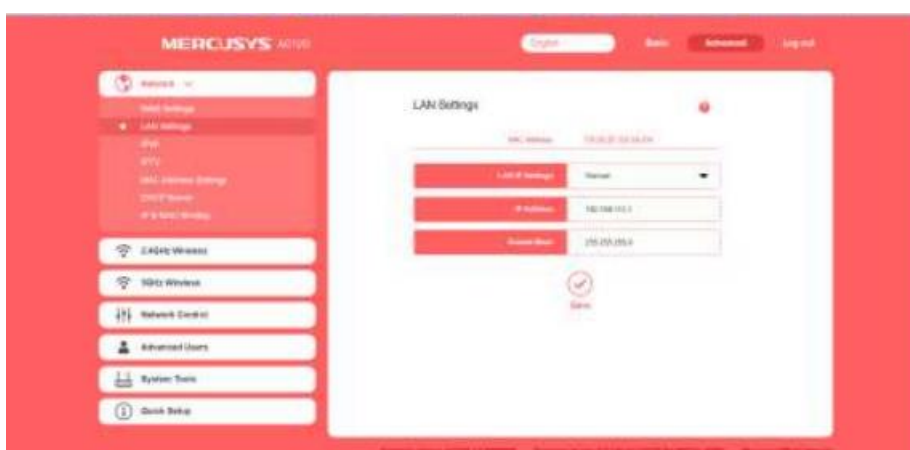 MERCUSYS
English
Basic
Advanced
Log out
Network
WAN Settings
LAN Settings
IPv6
IPTV
MAC Address Settings
DHCP Server
IP & MAC Binding
2.4GHz Wireless
5GHz Wireless
Network Control
Advanced Users
System Tools
Quick Setup
LAN Settings
MAC Address
LAN IP Settings
Manual
IP Address
Subnet Mask
255.255.255.0
Save